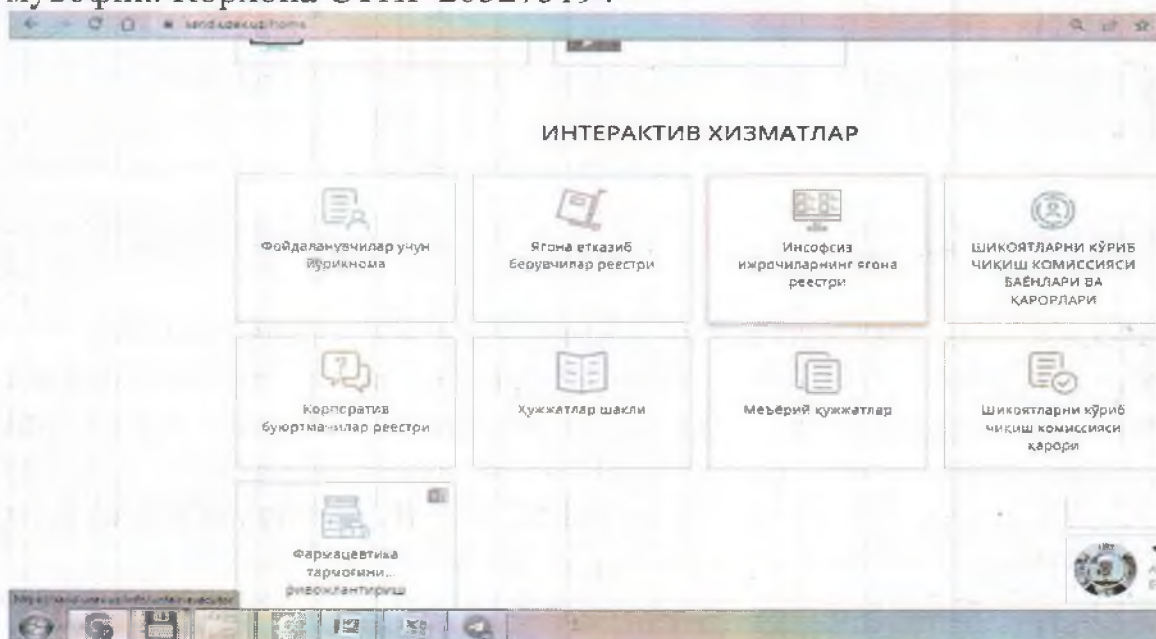 ИНТЕРАКТИВ ХИЗМАТЛАР
Фойдаланувчилар учун
йўриқнома
Ягона етказиб
берувчилар реестри
Инсофсиз
ижрочиларнинг ягона
реестри
ШИКОЯТЛАРНИ КЎРИБ
ЧИҚИШ КОМИССИЯСИ
БАЁНЛАРИ ВА
ҚАРОРЛАРИ
Корпоратив
буюртмачилар реестри
Ҳужжатлар шакли
Меъёрий ҳужжатлар
Шикоятларни кўриб
чиқиш комиссияси
қарори
Фармацевтика
тармоғини...
ривожлантириш